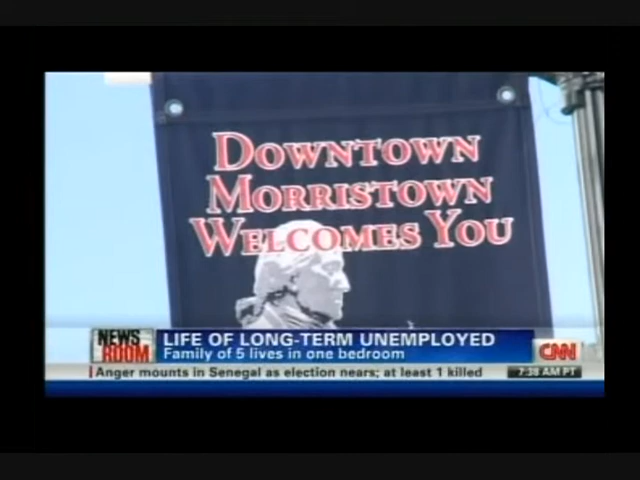 DOWNTOWN
MORRISTOWN
WELCOMES YOU
NEWS
ROOM
LIFE OF LONG-TERM UNEMPLOYED
Family of 5 lives in one bedroom
CNN
Anger mounts in Senegal as election nears; at least 1 killed
7:38 AM PT